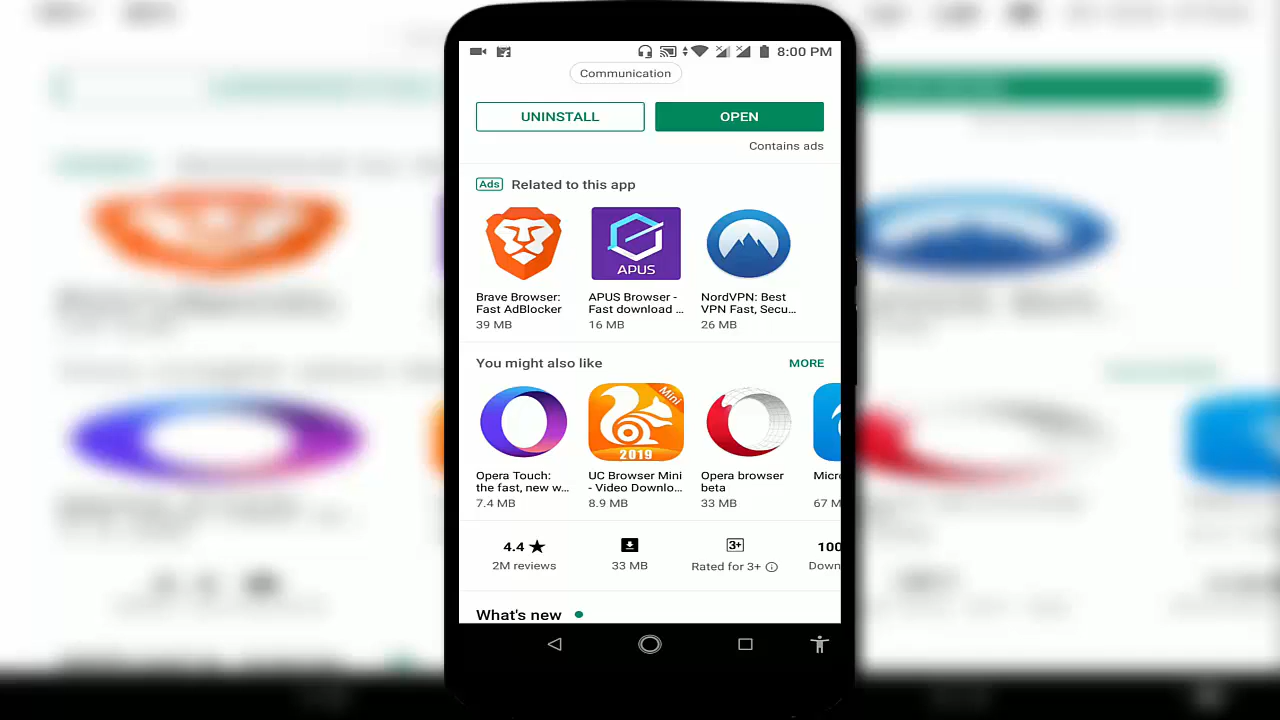 8:00 PM
Communication
UNINSTALL
OPEN
Contains ads
Ads Related to this app
APUS
Brave Browser:
Fast AdBlocker
39 MB
APUS Browser -
Fast download ...
16 MB
NordVPN: Best
VPN Fast, Secu...
26 MB
You might also like
MORE
Mini
2019
Opera Touch:
the fast, new w...
7.4 MB
UC Browser Mini
- Video Downlo...
8.9 MB
Opera browser
beta
33 MB
Micr
67 M
4.4
2M reviews
33 MB
3+
Rated for 3+
100
Down
What's new